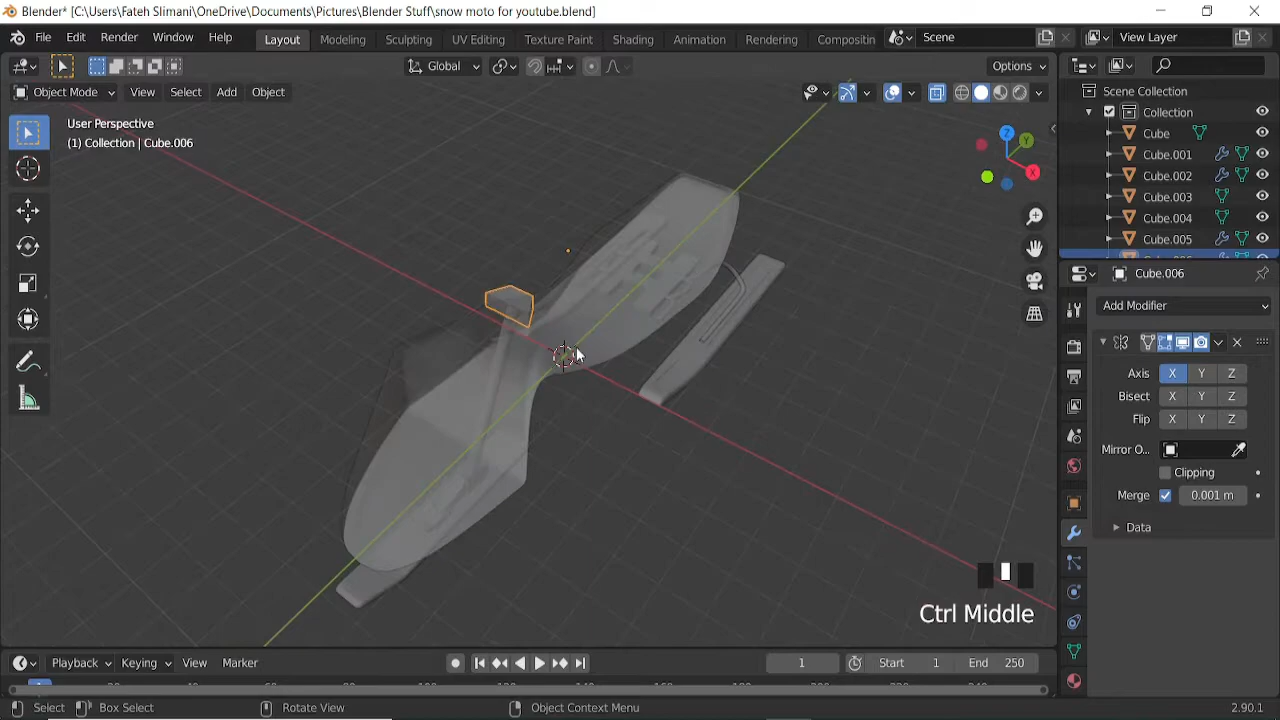 Blender* [C:\Users\Fateh Slimani\OneDrive\Documents\Pictures\Blender Stuff\snow moto for youtube.blend]
File Edit Render Window Help Layout Modeling Sculpting UV Editing Texture Paint Shading Animation Rendering Compositin Scene View Layer
Global Options
Object Mode View Select Add Object
User Perspective
(1) Collection | Cube.006
Z
Y
X
Scene Collection
Collection
Cube
Cube.001
Cube.002
Cube.003
Cube.004
Cube.005
Cube.006
Add Modifier
Axis X Y Z
Bisect X Y Z
Flip X Y Z
Mirror O...
Clipping
Merge 0.001 m
Data
Ctrl Middle
Playback Keying View Marker 1 Start 1 End 250
Select Box Select Rotate View Object Context Menu 2.90.1